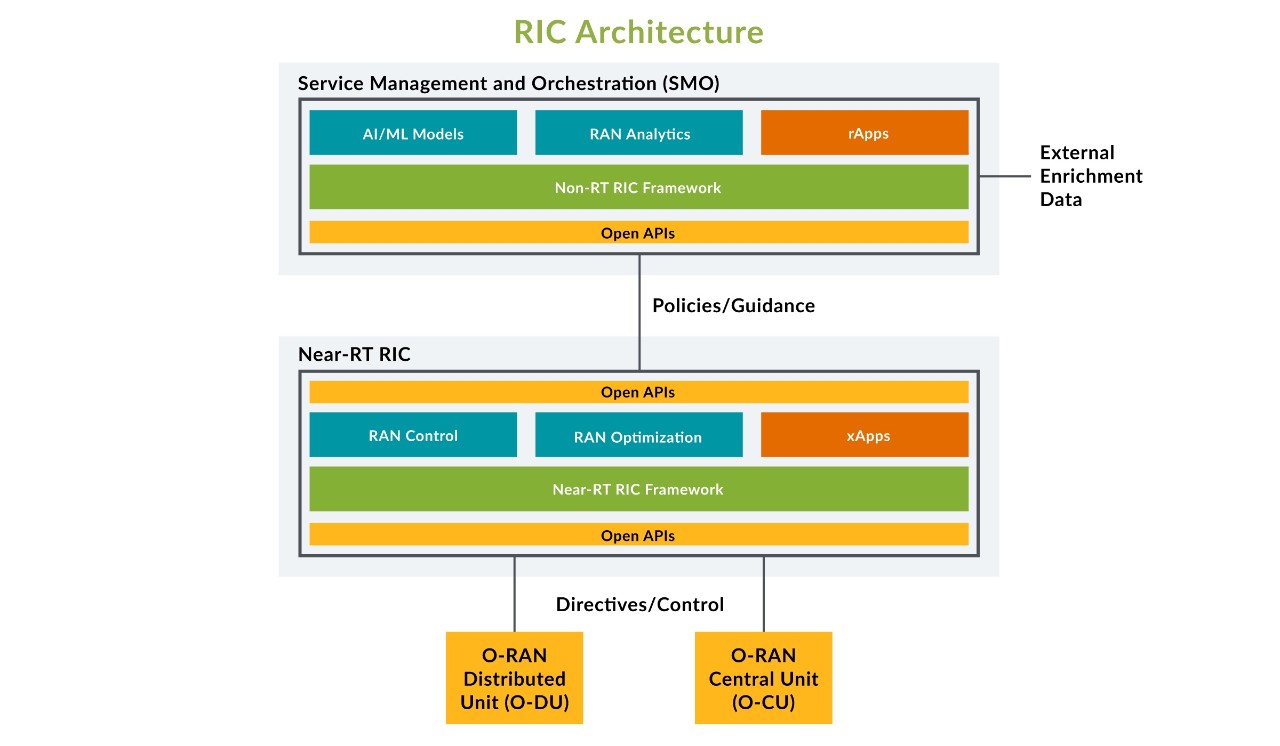 RIC Architecture
Service Management and Orchestration (SMO)
AI/ML Models
RAN Analytics
rApps
Non-RT RIC Framework
Open APIs
External
Enrichment
Data
Policies/Guidance
Near-RT RIC
Open APIs
RAN Control
RAN Optimization
xApps
Near-RT RIC Framework
Open APIs
Directives/Control
O-RAN
Distributed
Unit (O-DU)
O-RAN
Central Unit
(O-CU)